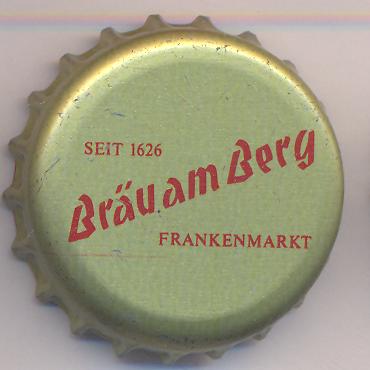 SEIT 1626
Bräu am Berg
FRANKENMARKT